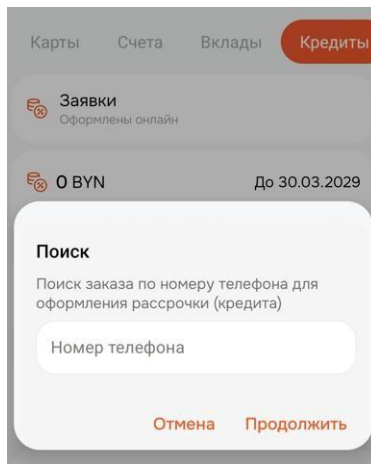 Карты Счета Вклады Кредиты
Заявки
Оформлены онлайн
0 BYN До 30.03.2029
Поиск
Поиск заказа по номеру телефона для
оформления рассрочки (кредита)
Номер телефона
Отмена Продолжить